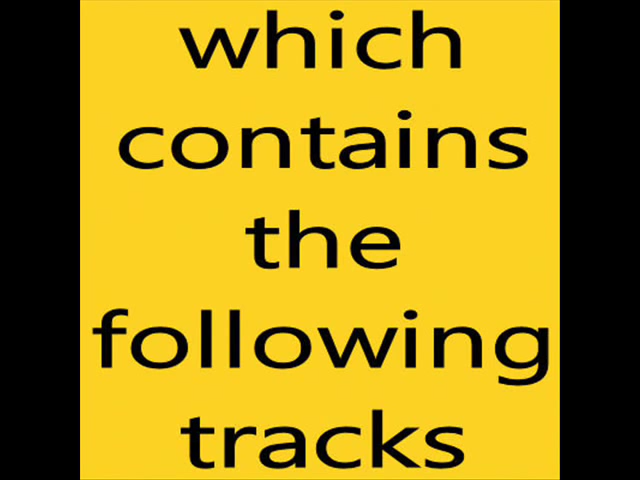 which
contains
the
following
tracks